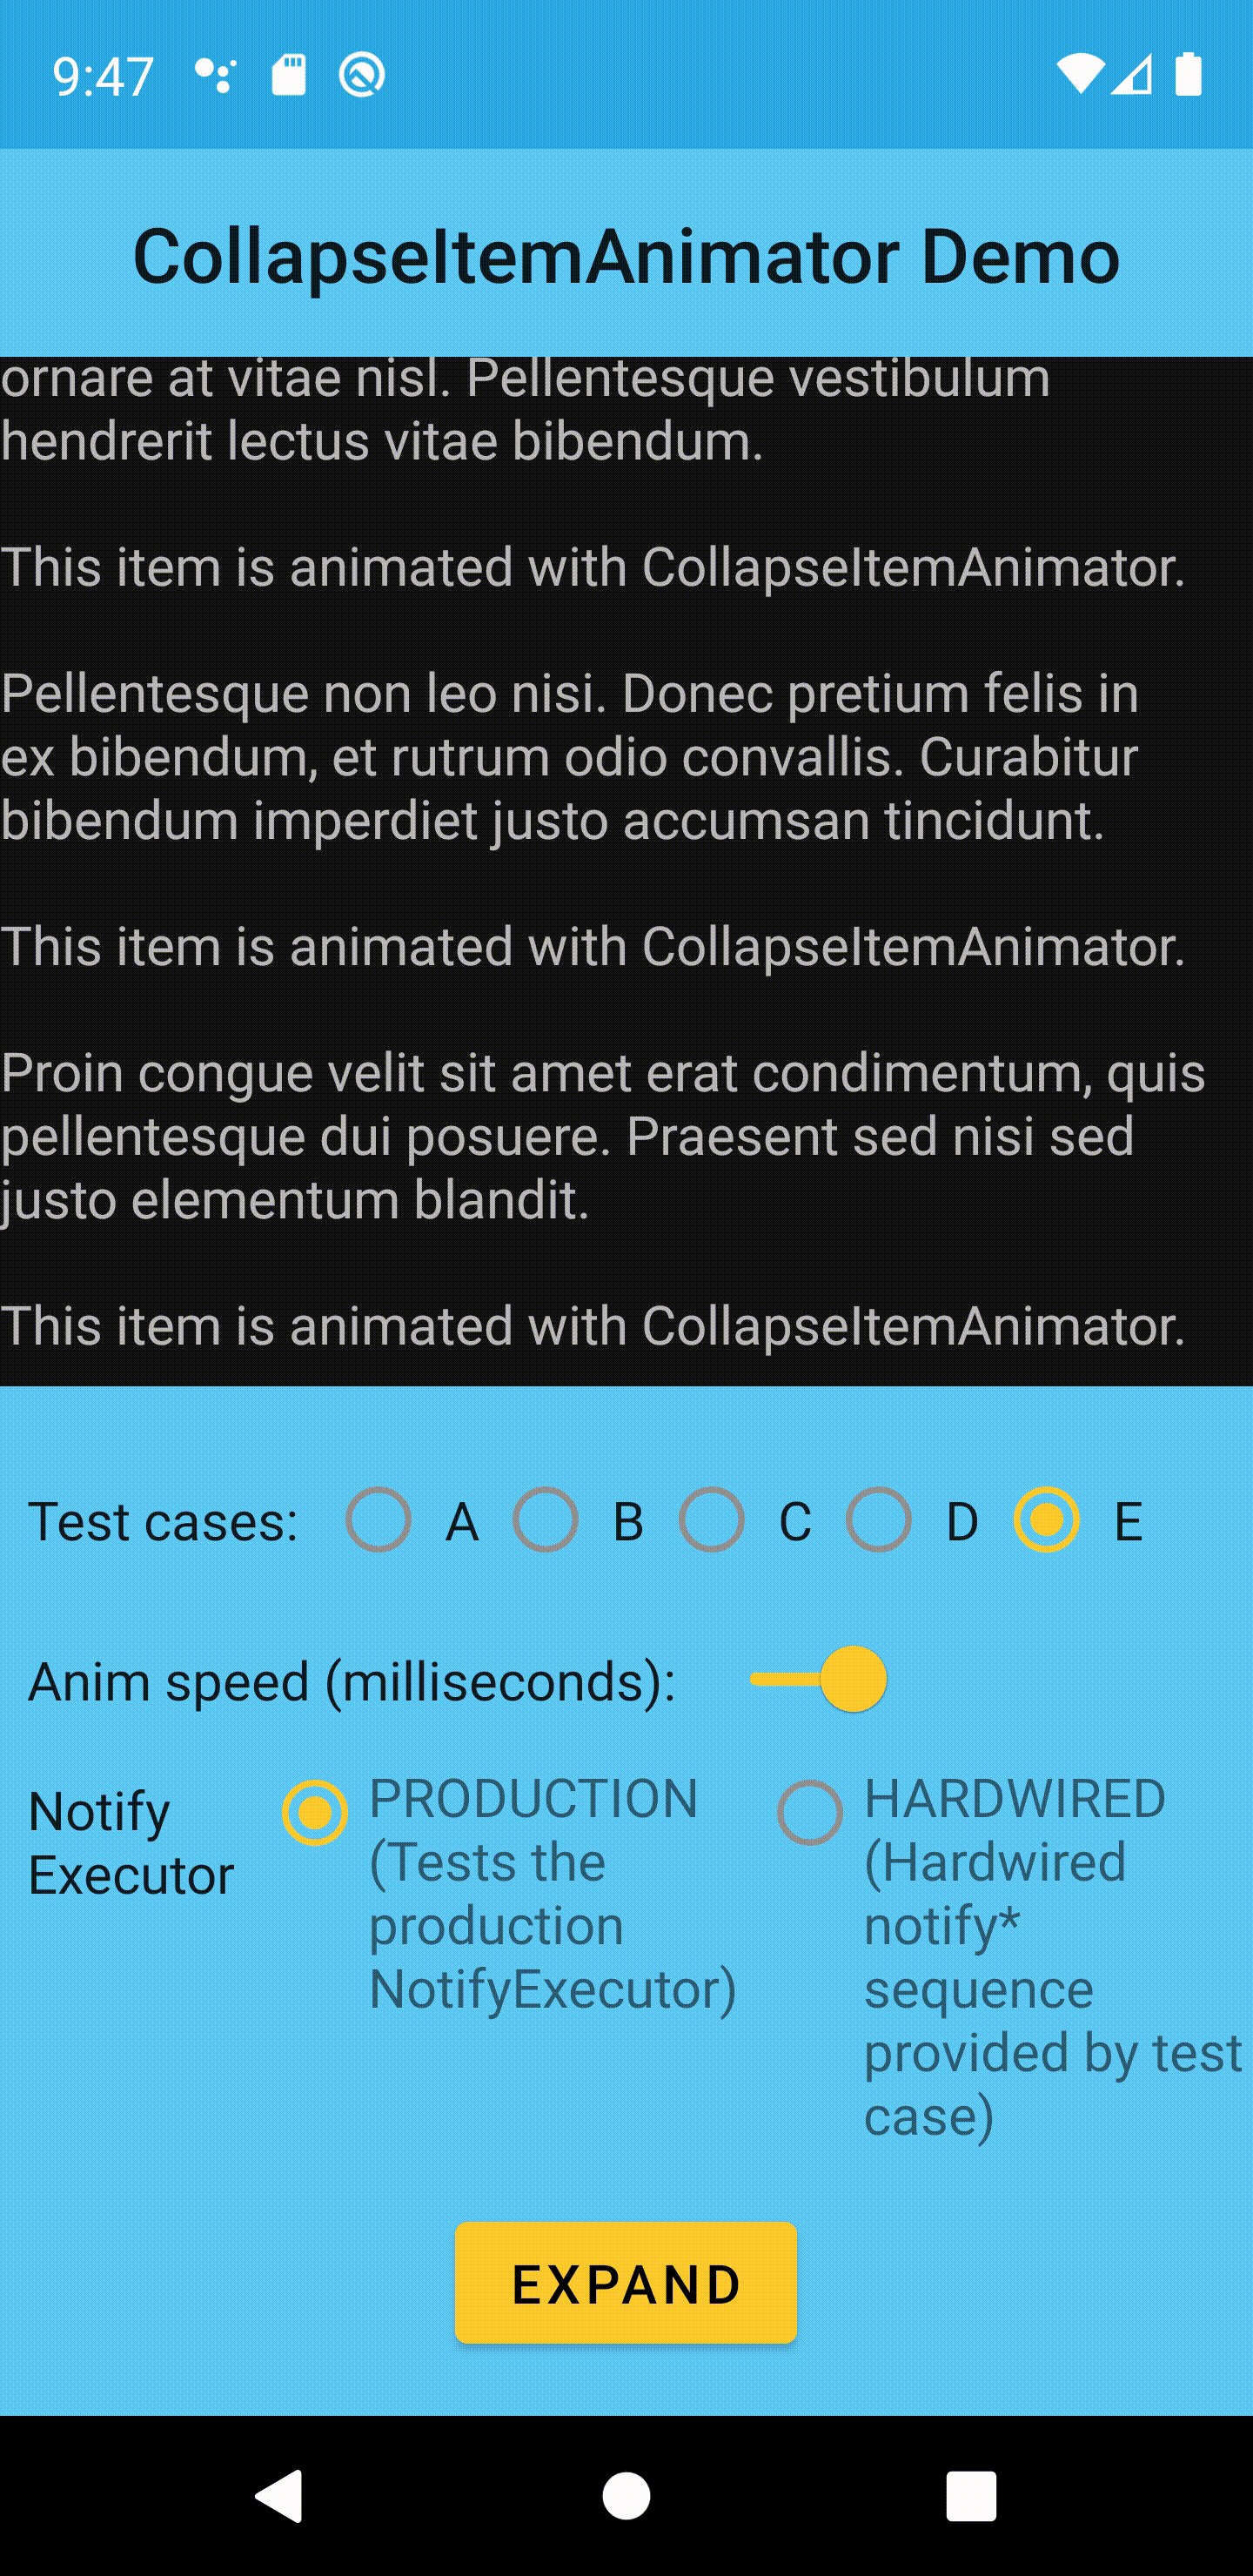 9:47
CollapseItemAnimator Demo
ornare at vitae nisl. Pellentesque vestibulum
hendrerit lectus vitae bibendum.
This item is animated with CollapseItemAnimator.
Pellentesque non leo nisi. Donec pretium felis in
ex bibendum, et rutrum odio convallis. Curabitur
bibendum imperdiet justo accumsan tincidunt.
This item is animated with CollapseItemAnimator.
Proin congue velit sit amet erat condimentum, quis
pellentesque dui posuere. Praesent sed nisi sed
justo elementum blandit.
This item is animated with CollapseItemAnimator.
Test cases: A B C D E
Anim speed (milliseconds):
Notify
Executor
PRODUCTION
(Tests the
production
NotifyExecutor)
HARDWIRED
(Hardwired
notify*
sequence
provided by test
case)
EXPAND